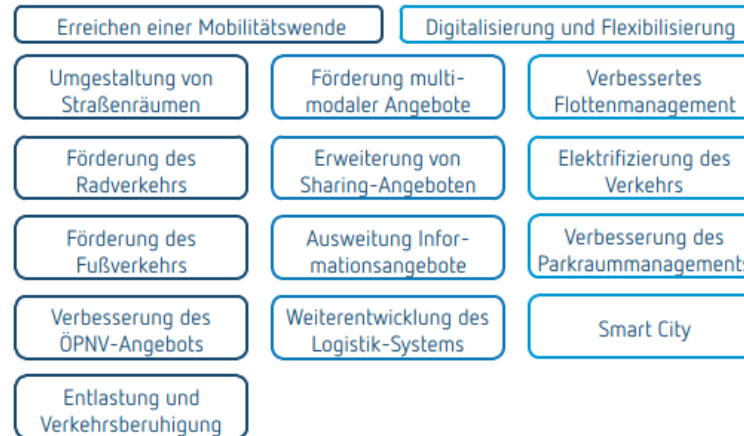 Erreichen einer Mobilitätswende
Digitalisierung und Flexibilisierung
Umgestaltung von
Straßenräumen
Förderung multi-
modaler Angebote
Verbessertes
Flottenmanagement
Förderung des
Radverkehrs
Erweiterung von
Sharing-Angeboten
Elektrifizierung des
Verkehrs
Förderung des
Fußverkehrs
Ausweitung Infor-
mationsangebote
Verbesserung des
Parkraummanagements
Verbesserung des
ÖPNV-Angebots
Weiterentwicklung des
Logistik-Systems
Smart City
Entlastung und
Verkehrsberuhigung